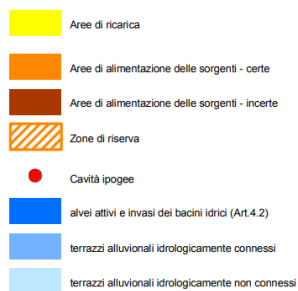 Aree di ricarica
Aree di alimentazione delle sorgenti - certe
Aree di alimentazione delle sorgenti - incerte
Zone di riserva
Cavità ipogee
alvei attivi e invasi dei bacini idrici (Art.4.2)
terrazzi alluvionali idrologicamente connessi
terrazzi alluvionali idrologicamente non connessi